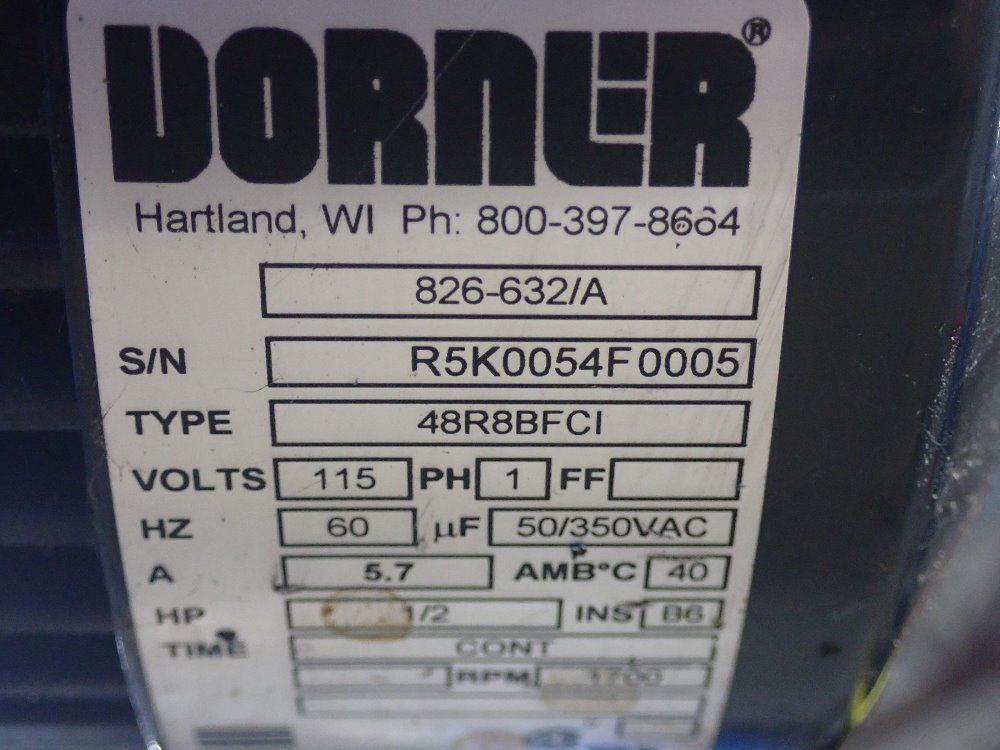 DORNER®
Hartland, WI Ph: 800-397-8664
826-632/A
S/N R5K0054F0005
TYPE 48R8BFCI
VOLTS 115 PH 1 FF
HZ 60 µF 50/350VAC
A 5.7 AMB°C 40
HP 1/2 INS B6
TIME CONT
RPM 1700